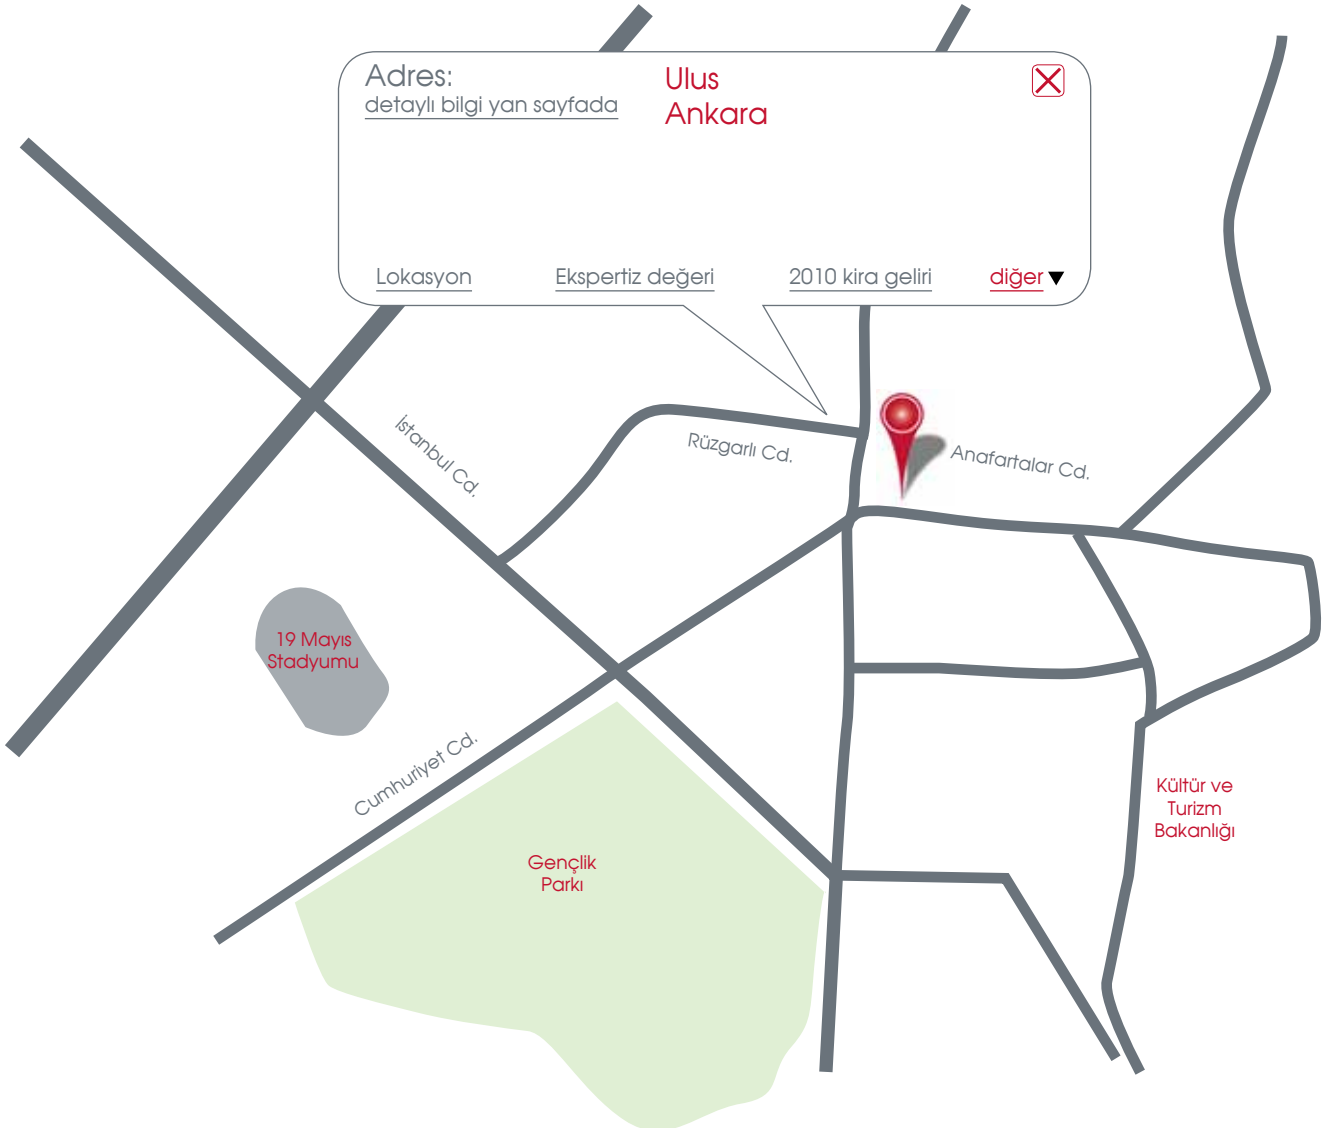 Adres:
detaylı bilgi yan sayfada
Ulus
Ankara
Lokasyon
Ekspertiz değeri
2010 kira geliri
diğer
İstanbul Cd.
Rüzgarlı Cd.
Anafartalar Cd.
19 Mayıs
Stadyumu
Cumhuriyet Cd.
Kültür ve
Turizm
Bakanlığı
Gençlik
Parkı